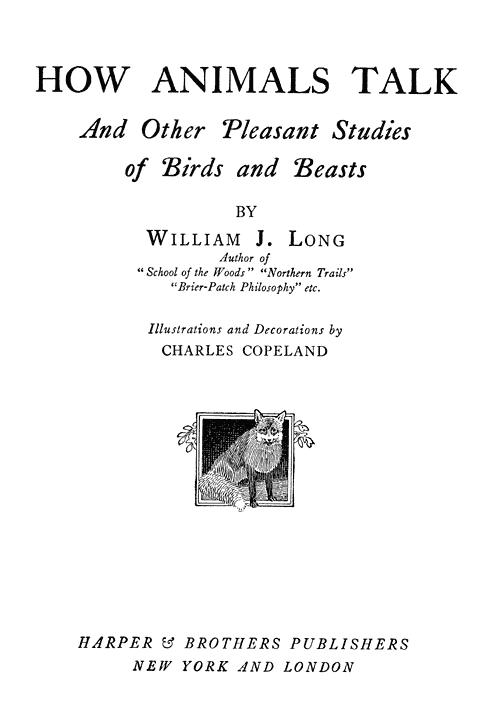 HOW ANIMALS TALK
And Other Pleasant Studies
of Birds and Beasts
BY
WILLIAM J. LONG
Author of
"School of the Woods" "Northern Trails"
"Brier-Patch Philosophy" etc.
Illustrations and Decorations by
CHARLES COPELAND
HARPER & BROTHERS PUBLISHERS
NEW YORK AND LONDON